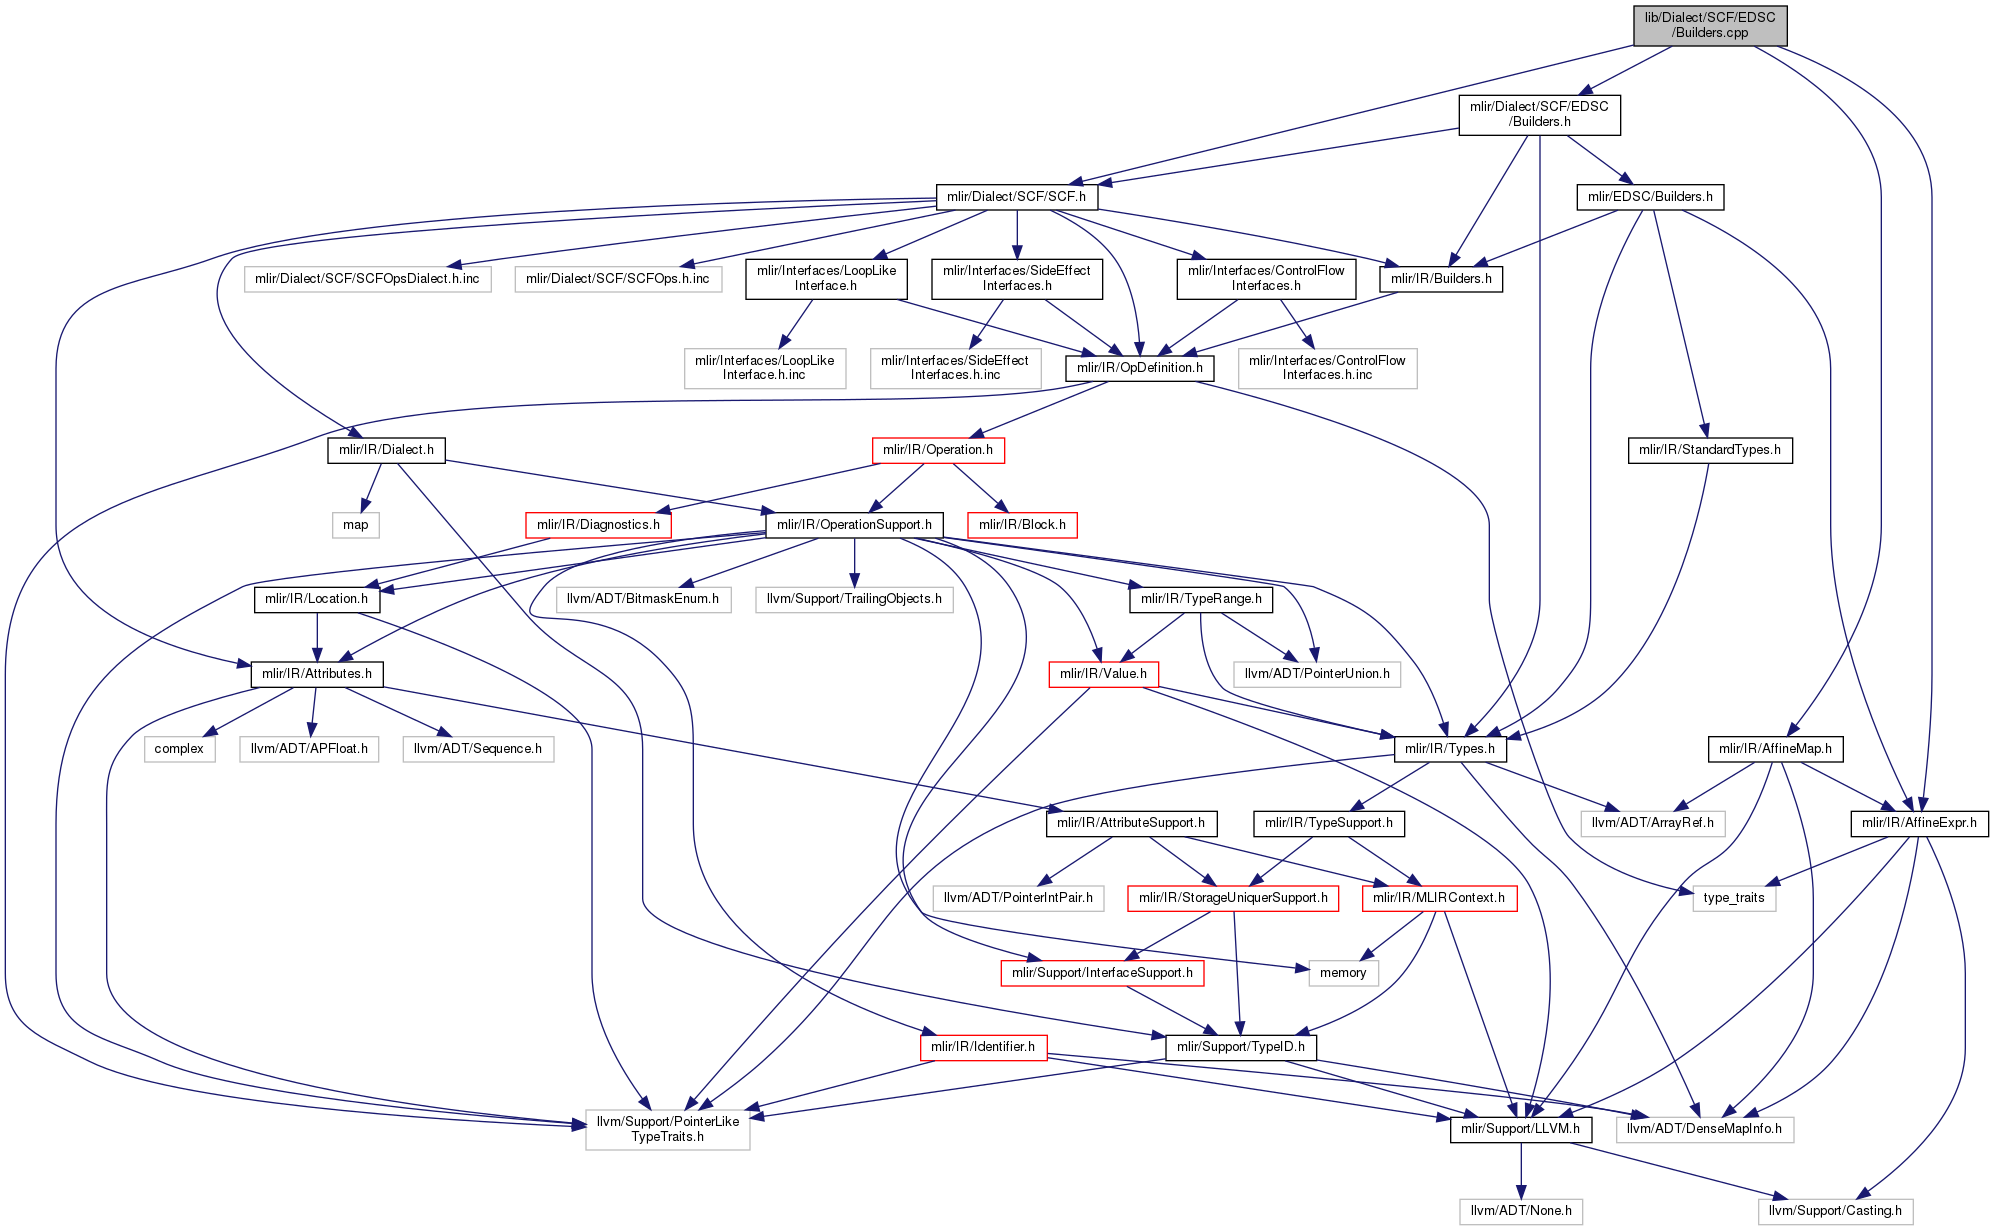 lib/Dialect/SCF/EDSC
/Builders.cpp
mlir/Dialect/SCF/EDSC
/Builders.h
mlir/Dialect/SCF/SCF.h
mlir/EDSC/Builders.h
mlir/Dialect/SCF/SCFOpsDialect.h.inc
mlir/Dialect/SCF/SCFOps.h.inc
mlir/Interfaces/LoopLike
Interface.h
mlir/Interfaces/SideEffect
Interfaces.h
mlir/Interfaces/ControlFlow
Interfaces.h
mlir/IR/Builders.h
mlir/Interfaces/LoopLike
Interface.h.inc
mlir/Interfaces/SideEffect
Interfaces.h.inc
mlir/IR/OpDefinition.h
mlir/Interfaces/ControlFlow
Interfaces.h.inc
mlir/IR/Dialect.h
mlir/IR/Operation.h
mlir/IR/StandardTypes.h
map
mlir/IR/Diagnostics.h
mlir/IR/OperationSupport.h
mlir/IR/Block.h
mlir/IR/Location.h
llvm/ADT/BitmaskEnum.h
llvm/Support/TrailingObjects.h
mlir/IR/TypeRange.h
mlir/IR/Attributes.h
mlir/IR/Value.h
llvm/ADT/PointerUnion.h
complex
llvm/ADT/APFloat.h
llvm/ADT/Sequence.h
mlir/IR/Types.h
mlir/IR/AffineMap.h
mlir/IR/AttributeSupport.h
mlir/IR/TypeSupport.h
llvm/ADT/ArrayRef.h
mlir/IR/AffineExpr.h
llvm/ADT/PointerIntPair.h
mlir/IR/StorageUniquerSupport.h
mlir/IR/MLIRContext.h
type_traits
mlir/Support/InterfaceSupport.h
memory
mlir/IR/Identifier.h
mlir/Support/TypeID.h
llvm/Support/PointerLike
TypeTraits.h
mlir/Support/LLVM.h
llvm/ADT/DenseMapInfo.h
llvm/ADT/None.h
llvm/Support/Casting.h